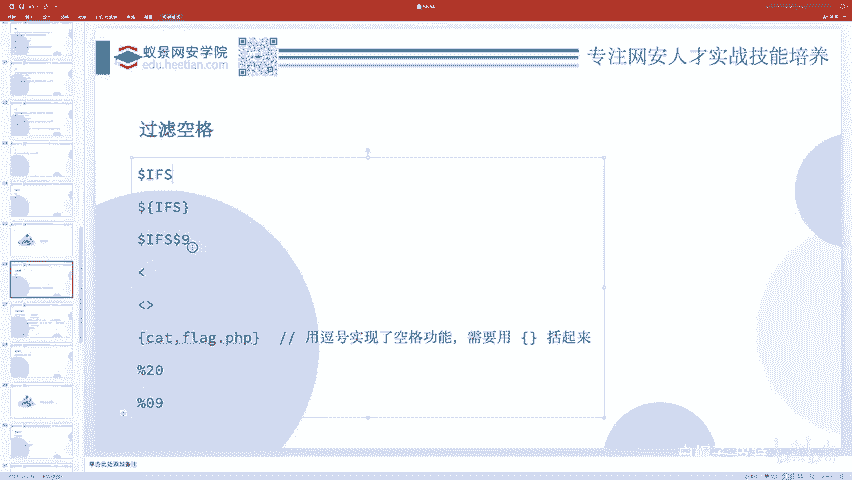 蚁景网安学院
edu.heetian.com
专注网安人才实战技能培养
过滤空格
$IFS
${IFS}
$IFS$9
<
<>
{cat,flag.php} // 用逗号实现了空格功能，需要用 {} 括起来
%20
%09
单击此处添加备注